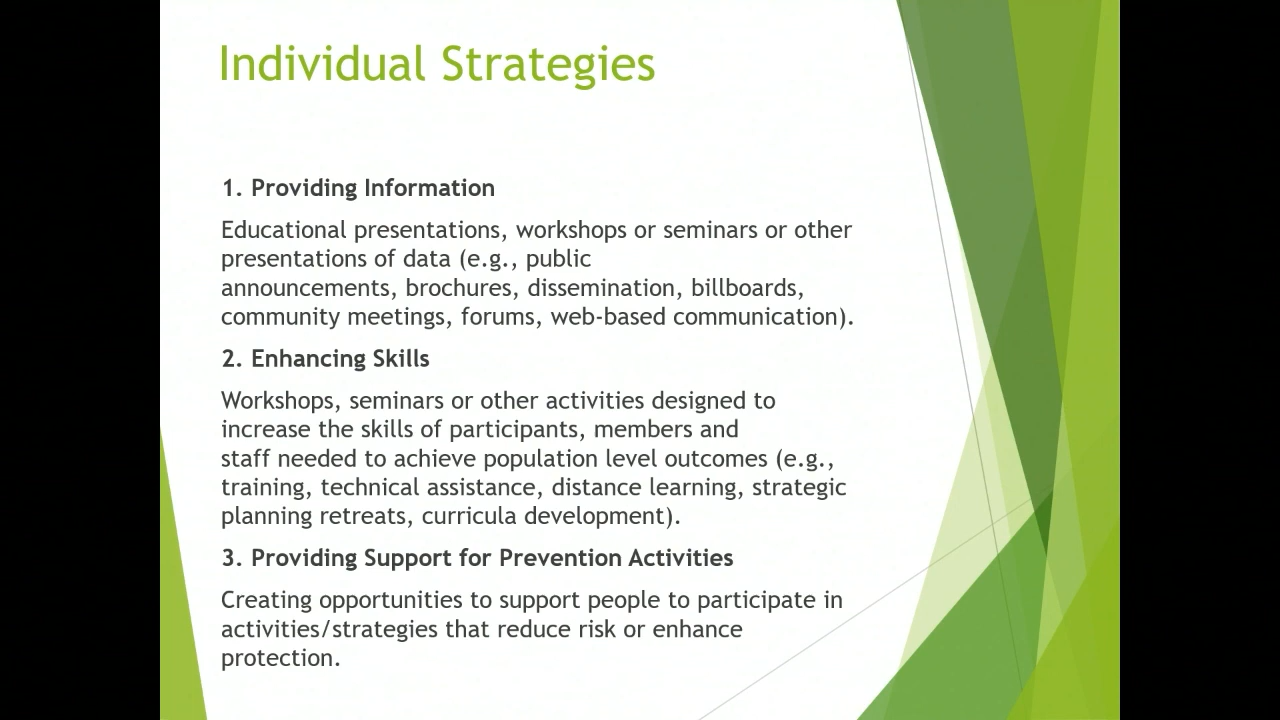 Individual Strategies
1. Providing Information
Educational presentations, workshops or seminars or other
presentations of data (e.g., public
announcements, brochures, dissemination, billboards,
community meetings, forums, web-based communication).
2. Enhancing Skills
Workshops, seminars or other activities designed to
increase the skills of participants, members and
staff needed to achieve population level outcomes (e.g.,
training, technical assistance, distance learning, strategic
planning retreats, curricula development).
3. Providing Support for Prevention Activities
Creating opportunities to support people to participate in
activities/strategies that reduce risk or enhance
protection.